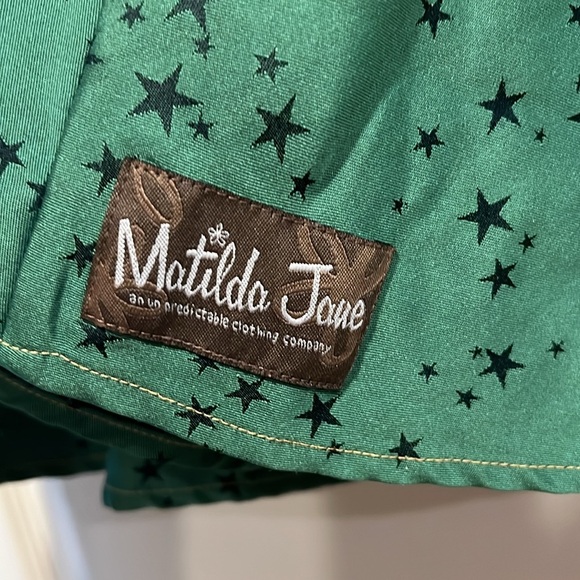 Matilda Jane
an unpredictable clothing company